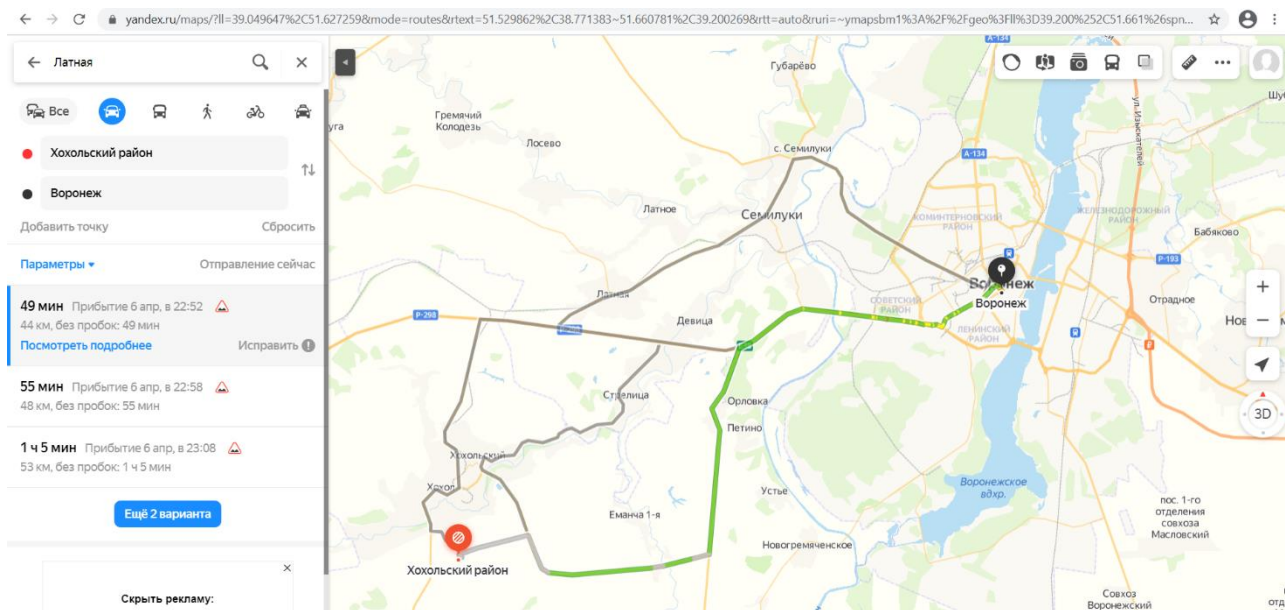 yandex.ru/maps/?ll=39.049647%2C51.627259&mode=routes&rtext=51.529862%2C38.771383~51.660781%2C39.200269&rtt=auto&ruri=~ymapsbm1%3A%2F%2Fgeo%3Fll%3D39.200%252C51.661%26spn...
Латная
Все
Хохольский район
Воронеж
Добавить точку
Сбросить
Параметры
Отправление сейчас
49 мин Прибытие 6 апр, в 22:52
44 км, без пробок: 49 мин
Посмотреть подробнее
Исправить
55 мин Прибытие 6 апр, в 22:58
48 км, без пробок: 55 мин
1 ч 5 мин Прибытие 6 апр, в 23:08
53 км, без пробок: 1 ч 5 мин
Ещё 2 варианта
Скрыть рекламу:
А-134
Губарёво
Гремячий
Колодезь
уга
Лосево
с. Семилуки
А-134
ул. Изыскателей
Латное
Семилуки
КОМИНТЕРНОВСКИЙ
РАЙОН
ЖЕЛЕЗНОДОРОЖНЫЙ
РАЙОН
Бабяково
Р-193
Воронеж
Воронеж
Отрадное
Латная
СОВЕТСКИЙ
РАЙОН
Р-298
Девица
ЛЕНИНСКИЙ
РАЙОН
3D
Стрелица
Орловка
Петино
Хохольский
Хохол
Устье
Воронежское
вдхр.
Еманча 1-я
пос. 1-го
отделения
совхоза
Масловский
Новогремяченское
Хохольский район
Совхоз
Воронежский